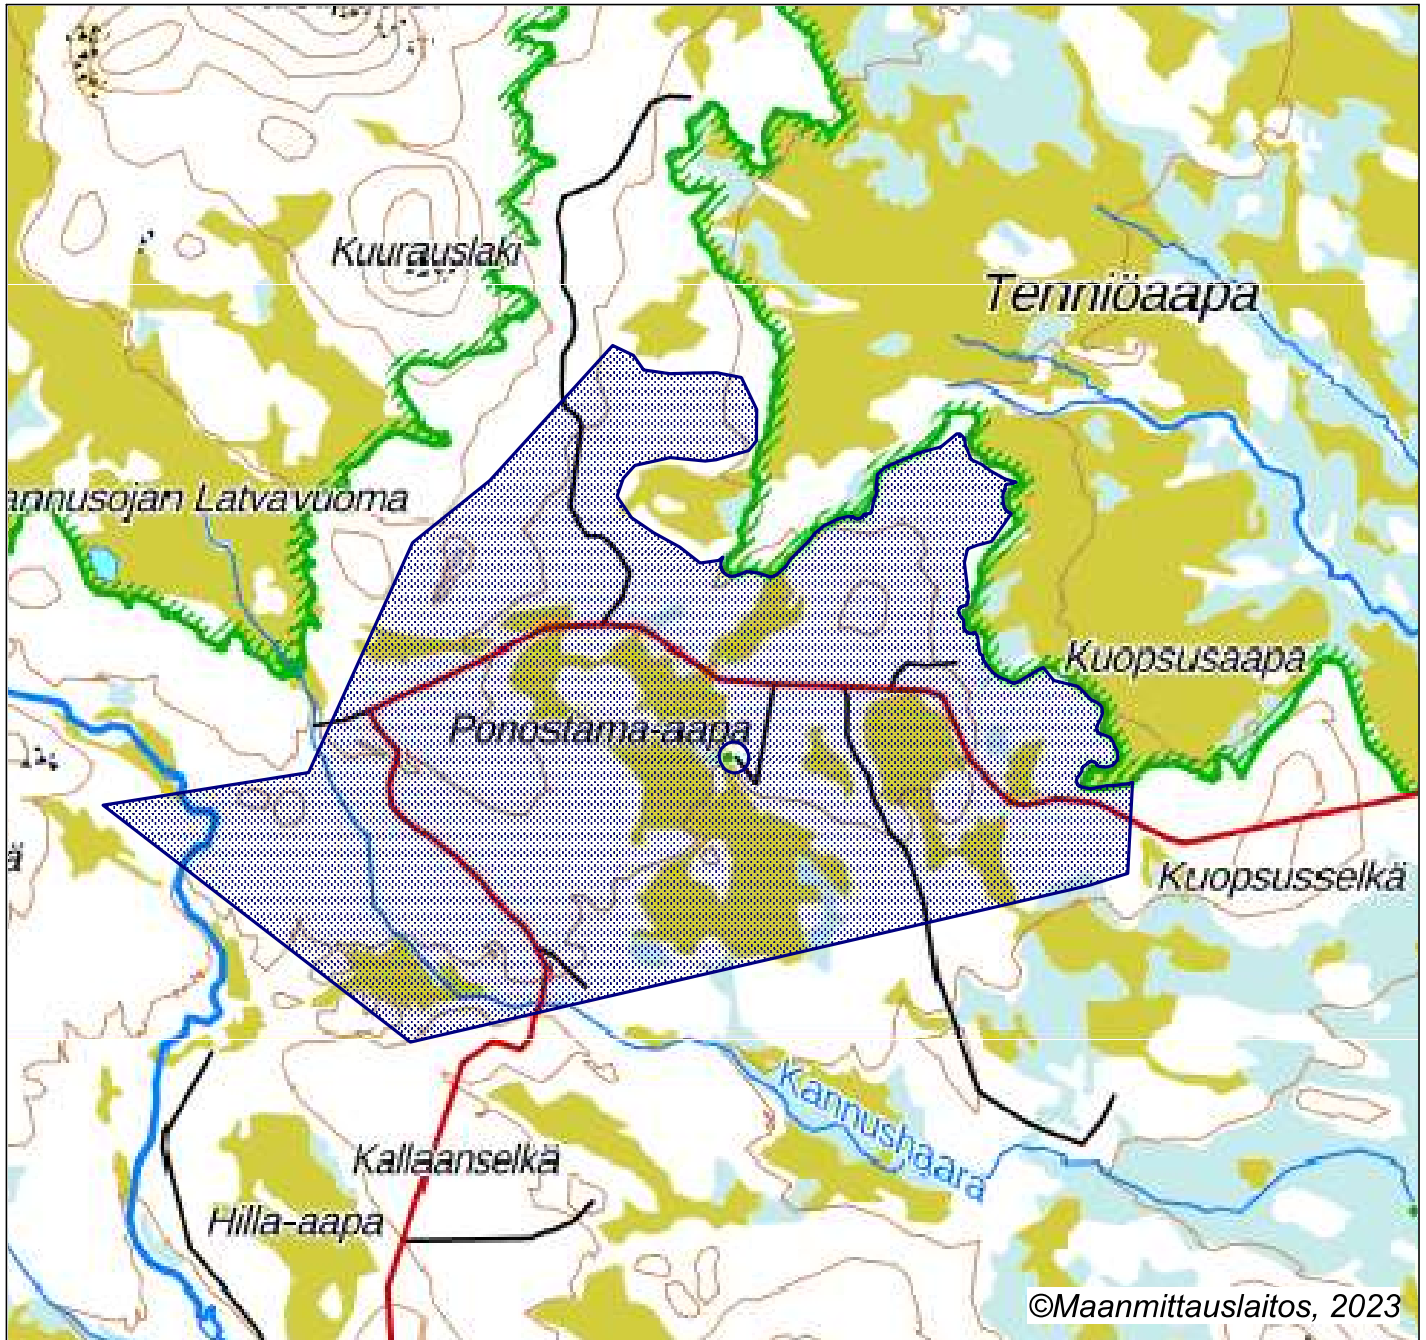 Kuurauslaki
Tenniöaapa
annusojan Latvavuoma
Kuopsusaapa
Ponostama-aapa
ä
Kuopsusselkä
Kannushaara
Kallaanselkä
Hilla-aapa
©Maanmittauslaitos, 2023